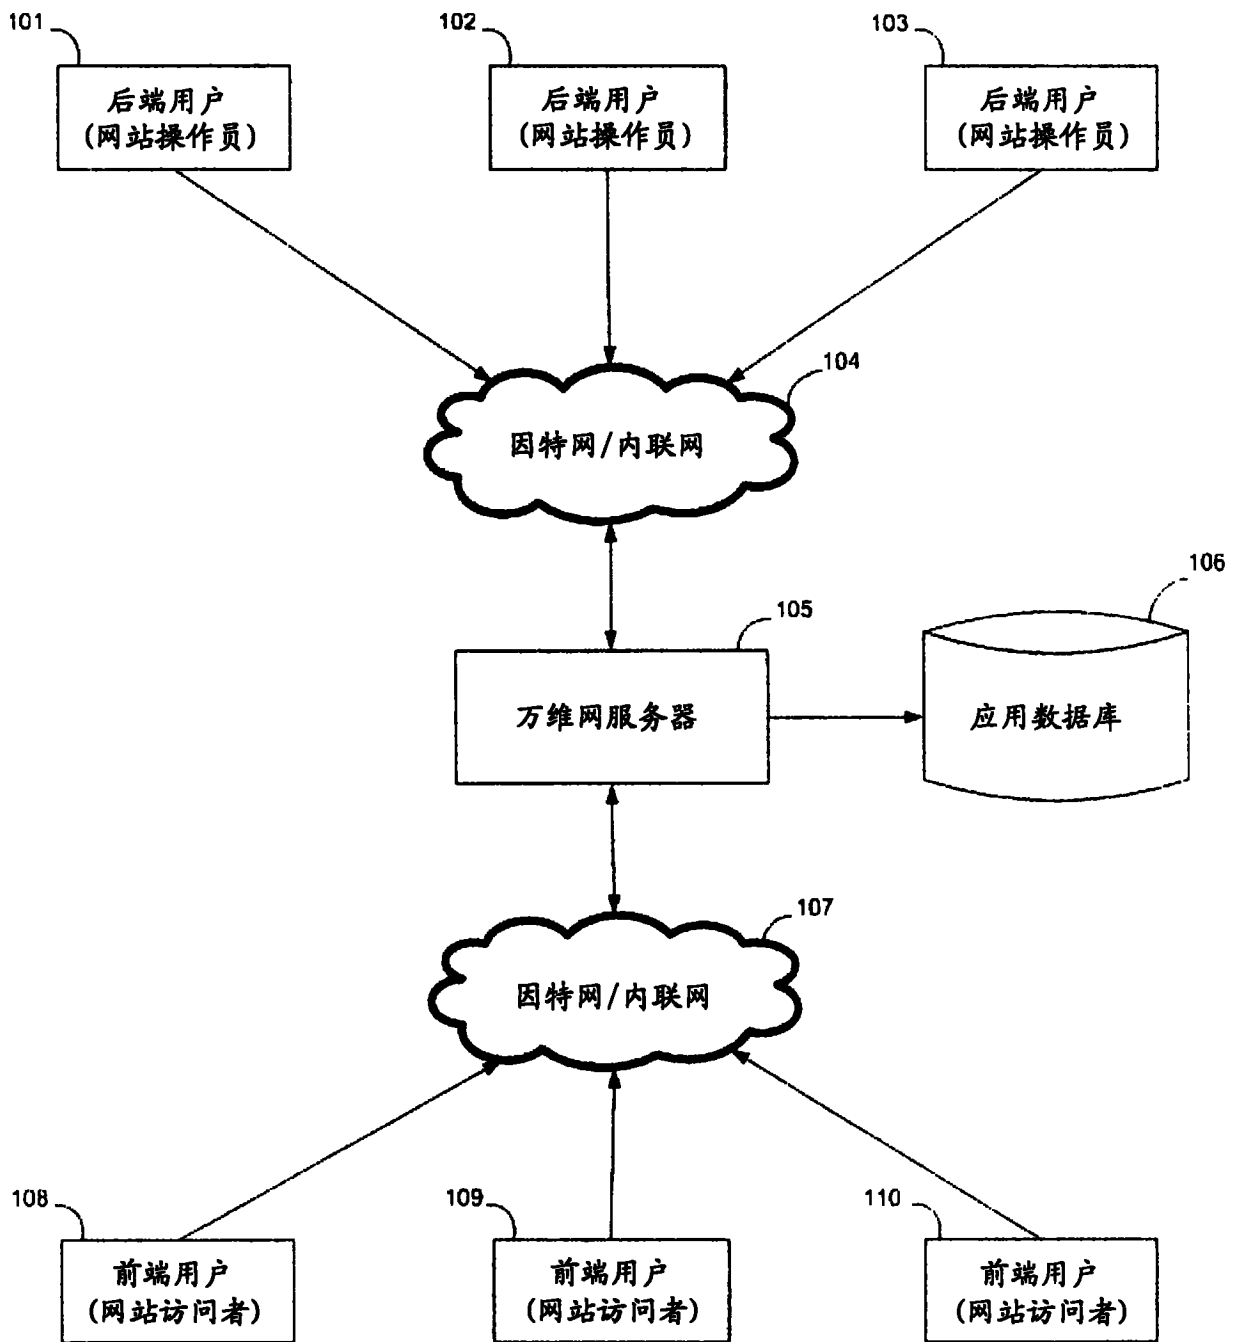 101
102
103
后端用户
(网站操作员)
后端用户
(网站操作员)
后端用户
(网站操作员)
104
因特网/内联网
105
106
万维网服务器
应用数据库
107
因特网/内联网
108
109
110
前端用户
(网站访问者)
前端用户
(网站访问者)
前端用户
(网站访问者)